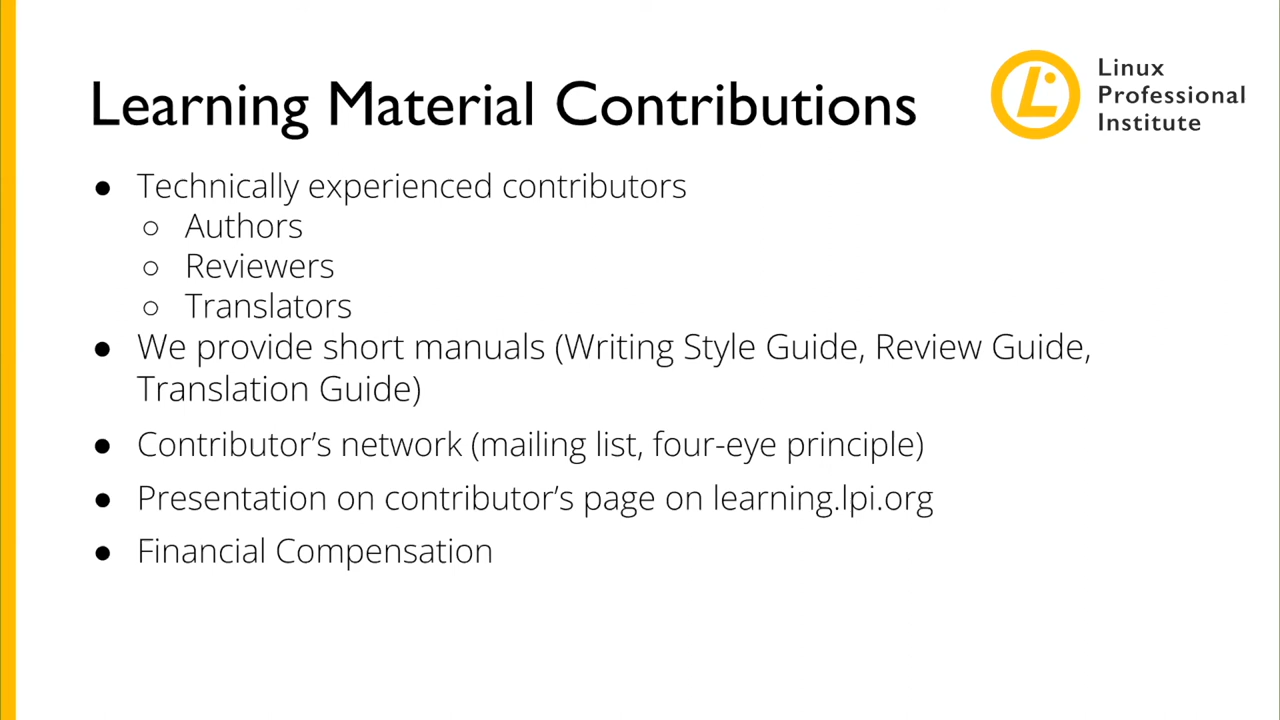 Learning Material Contributions
Linux
Professional
Institute
● Technically experienced contributors
○ Authors
○ Reviewers
○ Translators
● We provide short manuals (Writing Style Guide, Review Guide,
Translation Guide)
● Contributor’s network (mailing list, four-eye principle)
● Presentation on contributor’s page on learning.lpi.org
● Financial Compensation